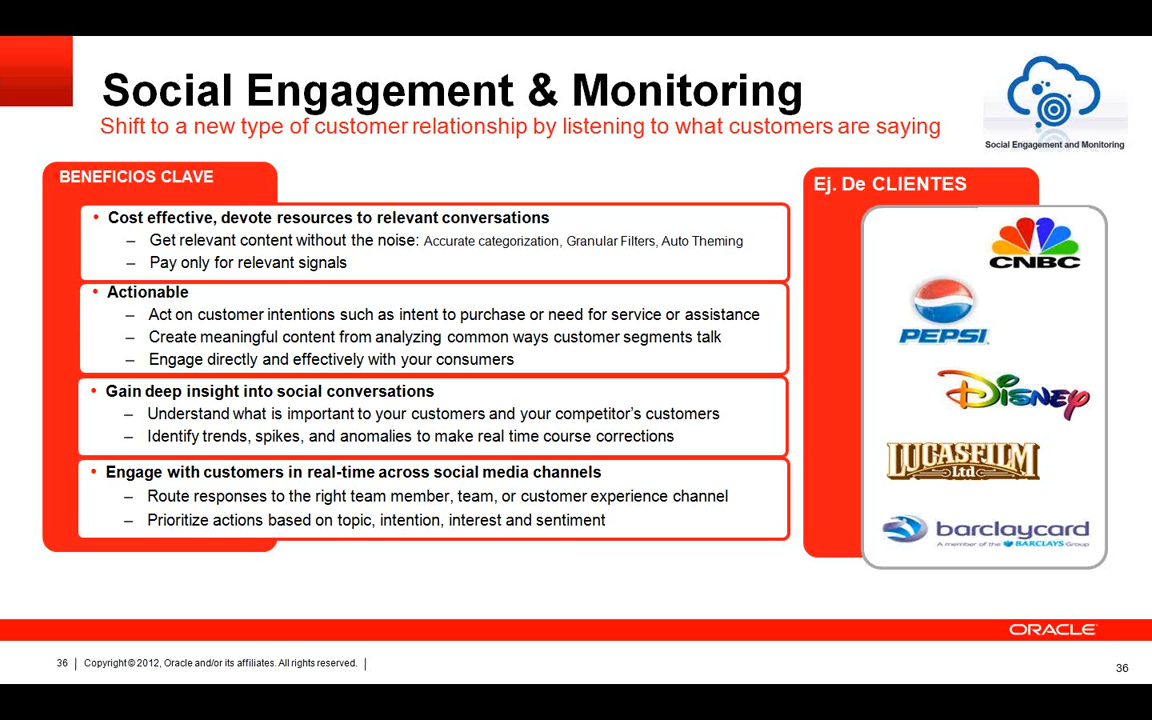 Social Engagement & Monitoring
Shift to a new type of customer relationship by listening to what customers are saying
Social Engagement and Monitoring
BENEFICIOS CLAVE
• Cost effective, devote resources to relevant conversations
– Get relevant content without the noise: Accurate categorization, Granular Filters, Auto Theming
– Pay only for relevant signals
• Actionable
– Act on customer intentions such as intent to purchase or need for service or assistance
– Create meaningful content from analyzing common ways customer segments talk
– Engage directly and effectively with your consumers
• Gain deep insight into social conversations
– Understand what is important to your customers and your competitor's customers
– Identify trends, spikes, and anomalies to make real time course corrections
• Engage with customers in real-time across social media channels
– Route responses to the right team member, team, or customer experience channel
– Prioritize actions based on topic, intention, interest and sentiment
Ej. De CLIENTES
CNBC
PEPSI
DISNEY
LUCASFILM
Ltd
barclaycard
A member of the BARCLAYS Group
ORACLE
36 | Copyright © 2012, Oracle and/or its affiliates. All rights reserved. |
36